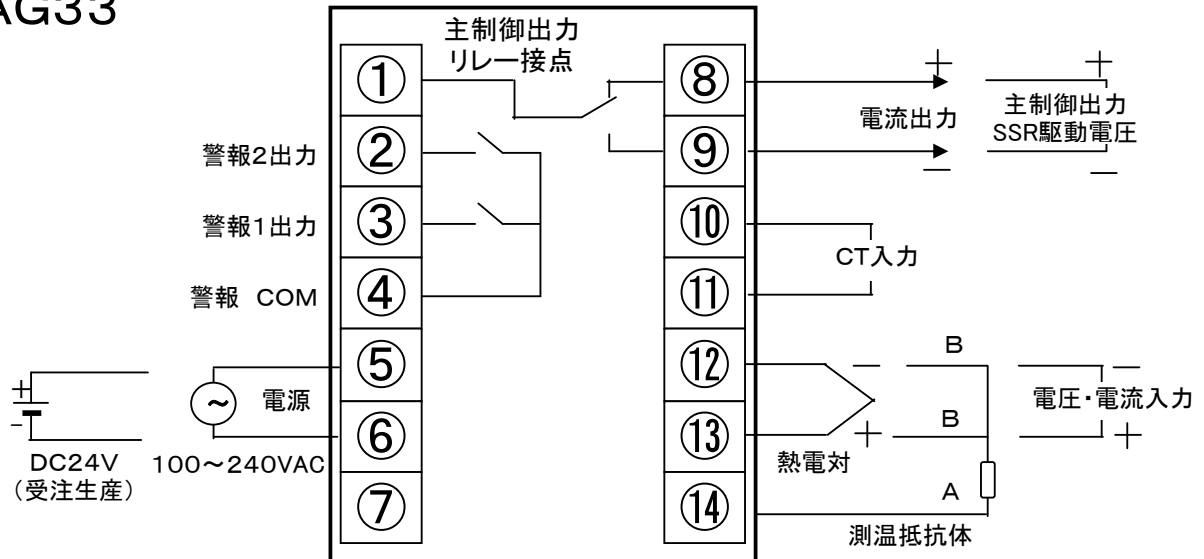 AG33
主制御出力
リレー接点
①
②
③
④
⑤
⑥
⑦
⑧
⑨
⑩
⑪
⑫
⑬
⑭
警報2出力
警報1出力
警報 COM
+
-
DC24V
(受注生産)
~
電源
100~240VAC
+
電流出力
-
+
主制御出力
SSR駆動電圧
-
CT入力
-
+
熱電対
B
B
A
測温抵抗体
-
電圧・電流入力
+